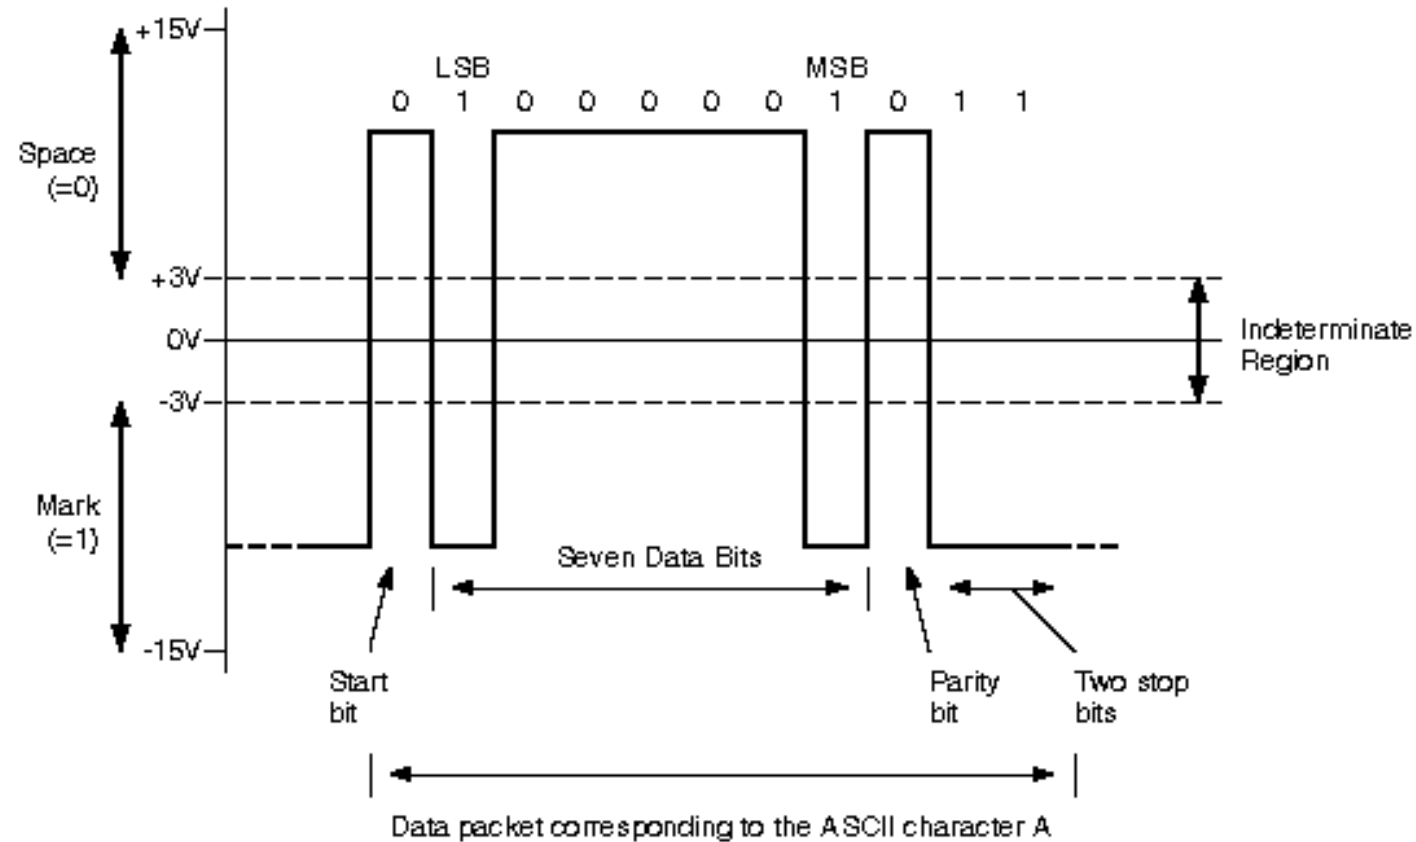 +15V
LSB MSB
0 1 0 0 0 0 0 1 0 1 1
Space
(=0)
+3V
0V
Indeterminate
Region
-3V
Mark
(=1)
Seven Data Bits
-15V
Start
bit
Parity
bit
Two stop
bits
Data packet corresponding to the ASCII character A